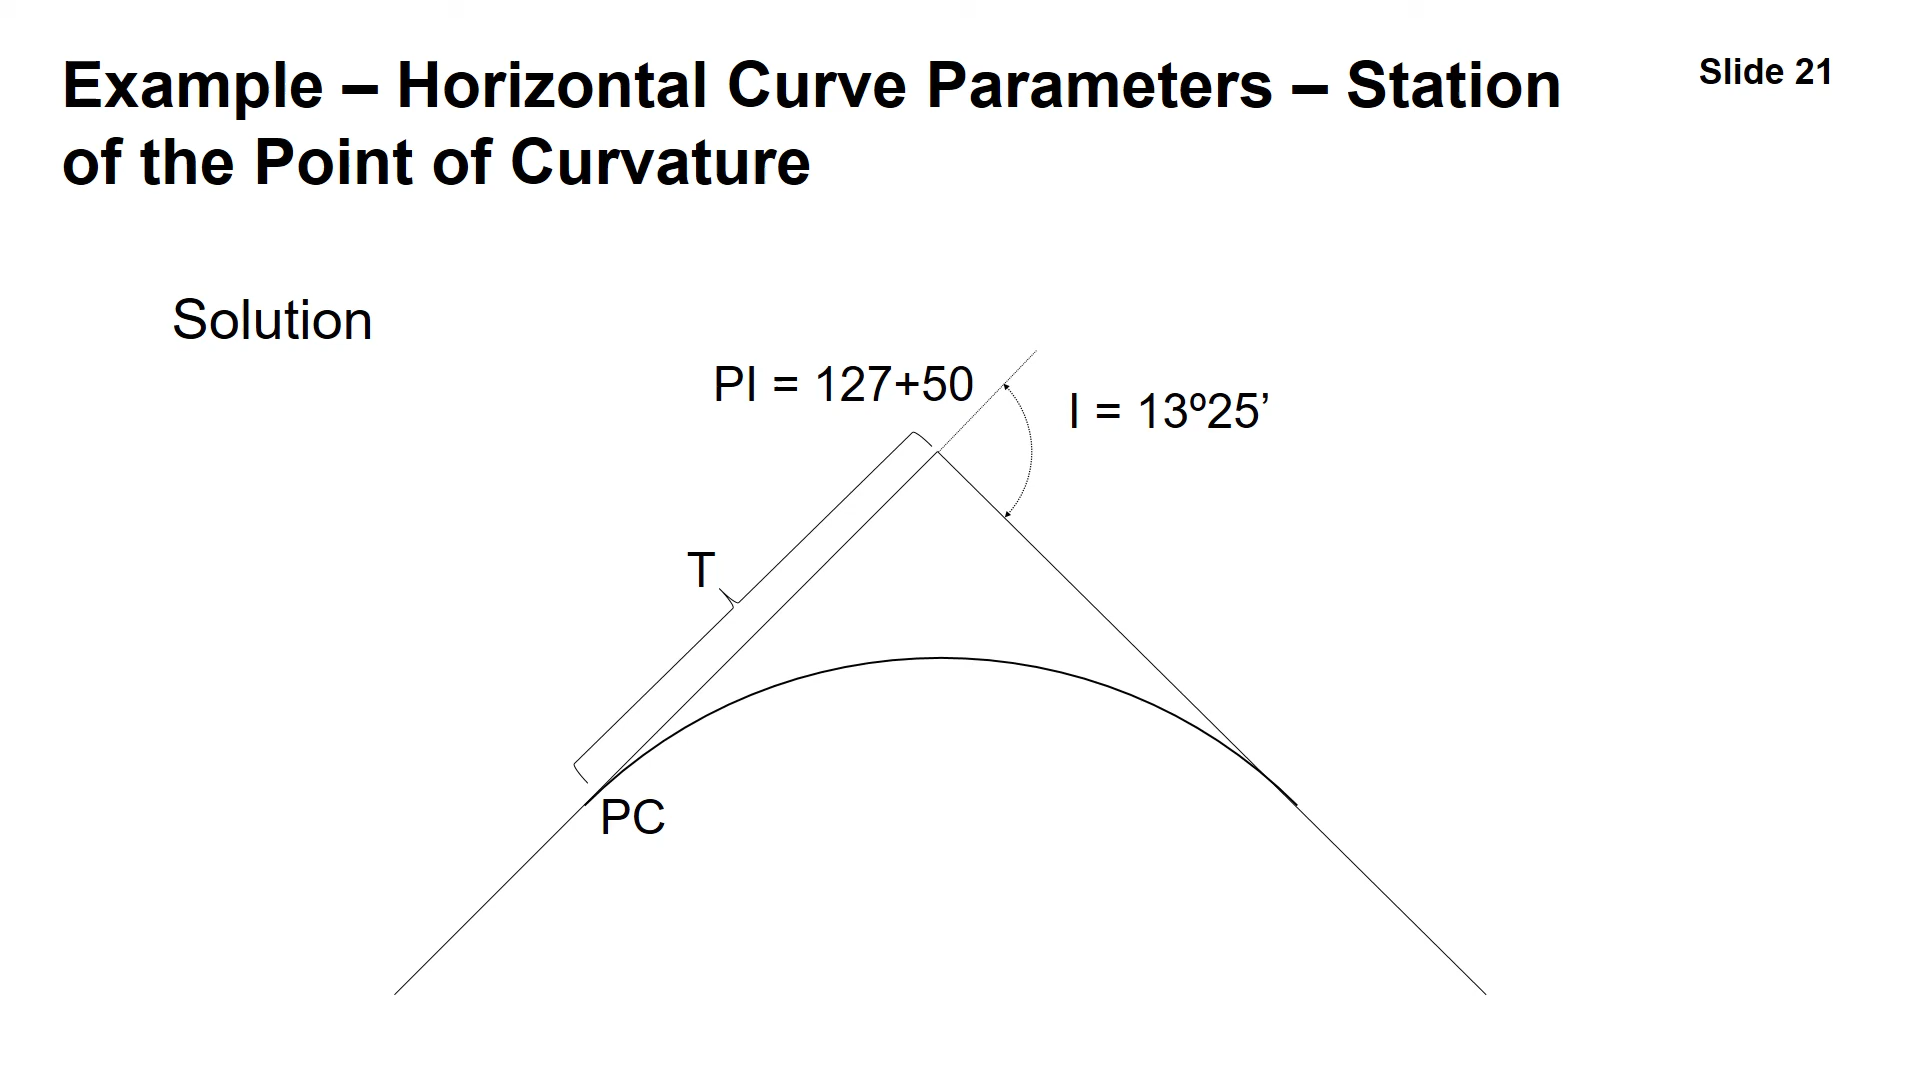 Example – Horizontal Curve Parameters – Station
of the Point of Curvature
Slide 21
Solution
PI = 127+50
I = 13º25’
T
PC